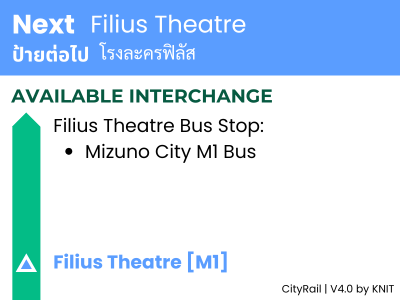 Next Filius Theatre
ป้ายต่อไป โรงละครฟิลัส
AVAILABLE INTERCHANGE
Filius Theatre Bus Stop:
• Mizuno City M1 Bus
Filius Theatre [M1]
CityRail | V4.0 by KNIT